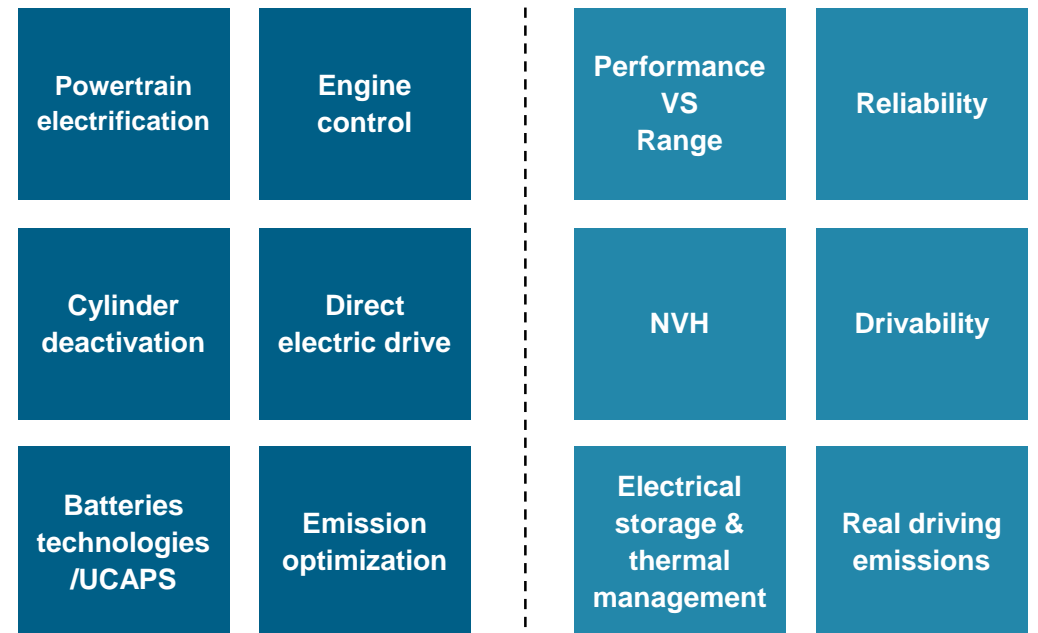 Powertrain
electrification
Engine
control
Performance
VS
Range
Reliability
Cylinder
deactivation
Direct
electric drive
NVH
Drivability
Batteries
technologies
/UCAPS
Emission
optimization
Electrical
storage &
thermal
management
Real driving
emissions